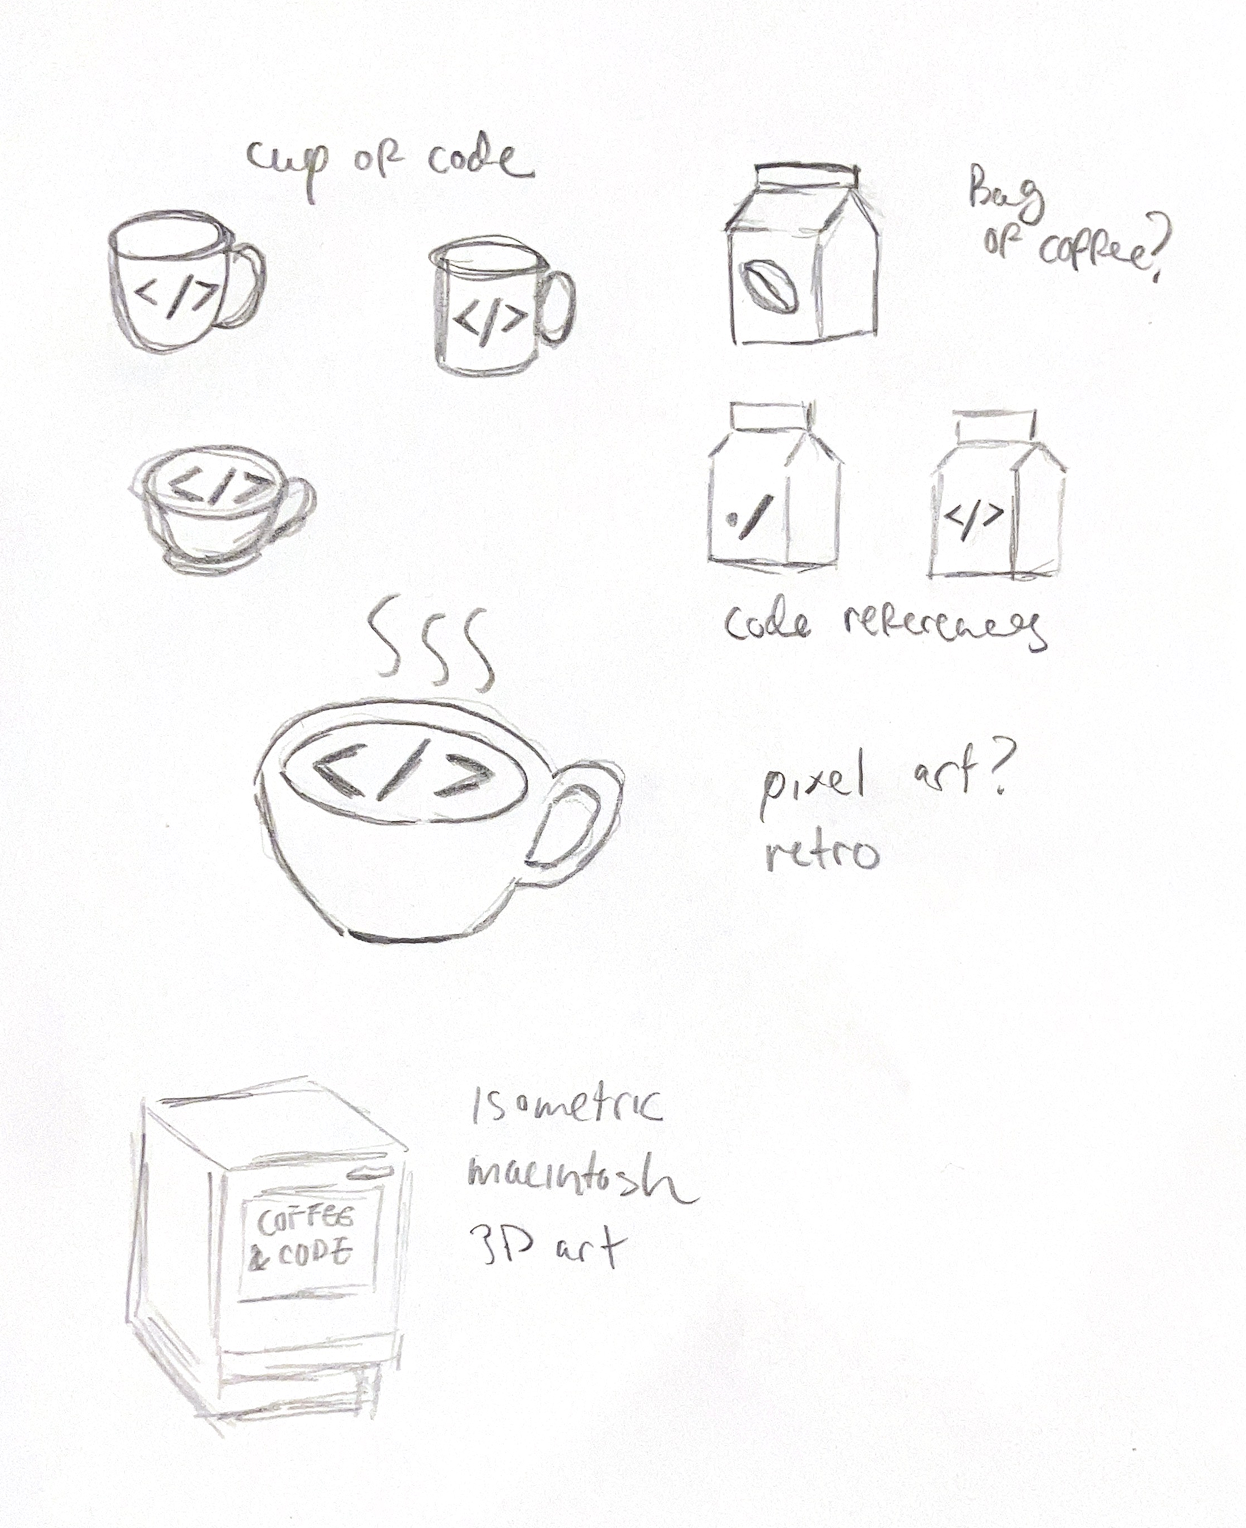 cup of code
</>
</>
Bag
of coffee?
</>
./
</>
code references
</>
pixel art?
retro
COFFEE
& CODE
Isometric
macintosh
3D art